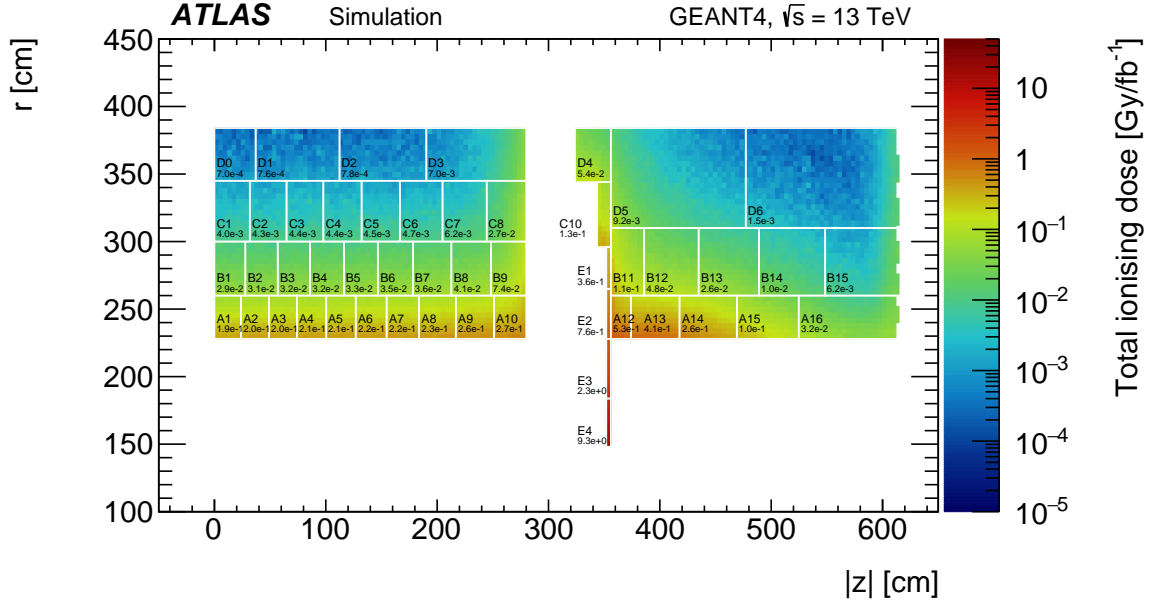 ATLAS Simulation GEANT4, √s = 13 TeV
r [cm]
450
400
350
300
250
200
150
100
D0 D1 D2 D3
7.0e-4 7.6e-4 7.8e-4 7.0e-3
C1 C2 C3 C4 C5 C6 C7 C8
4.0e-3 4.3e-3 4.4e-3 4.4e-3 4.5e-3 4.7e-3 6.2e-3 2.7e-2
B1 B2 B3 B4 B5 B6 B7 B8 B9
2.9e-2 3.1e-2 3.2e-2 3.2e-2 3.3e-2 3.5e-2 3.6e-2 4.1e-2 7.4e-2
A1 A2 A3 A4 A5 A6 A7 A8 A9 A10
1.9e-1 2.0e-1 2.0e-1 2.1e-1 2.1e-1 2.2e-1 2.2e-1 2.3e-1 2.6e-1 2.7e-1
D4
5.4e-2
D5 D6
9.2e-3 1.5e-3
C10
1.3e-1
E1
3.6e-1
B11 B12 B13 B14 B15
1.1e-1 4.8e-2 2.6e-2 1.0e-2 6.2e-3
E2
7.6e-1
A12 A13 A14 A15 A16
5.3e-1 4.1e-1 2.6e-1 1.0e-1 3.2e-2
E3
2.3e+0
E4
9.3e+0
0 100 200 300 400 500 600
|z| [cm]
10
1
10⁻¹
10⁻²
10⁻³
10⁻⁴
10⁻⁵
Total ionising dose [Gy/fb⁻¹]